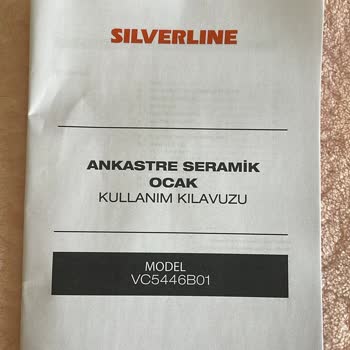 SILVERLINE
ANKASTRE SERAMİK
OCAK
KULLANIM KILAVUZU
MODEL
VC5446B01